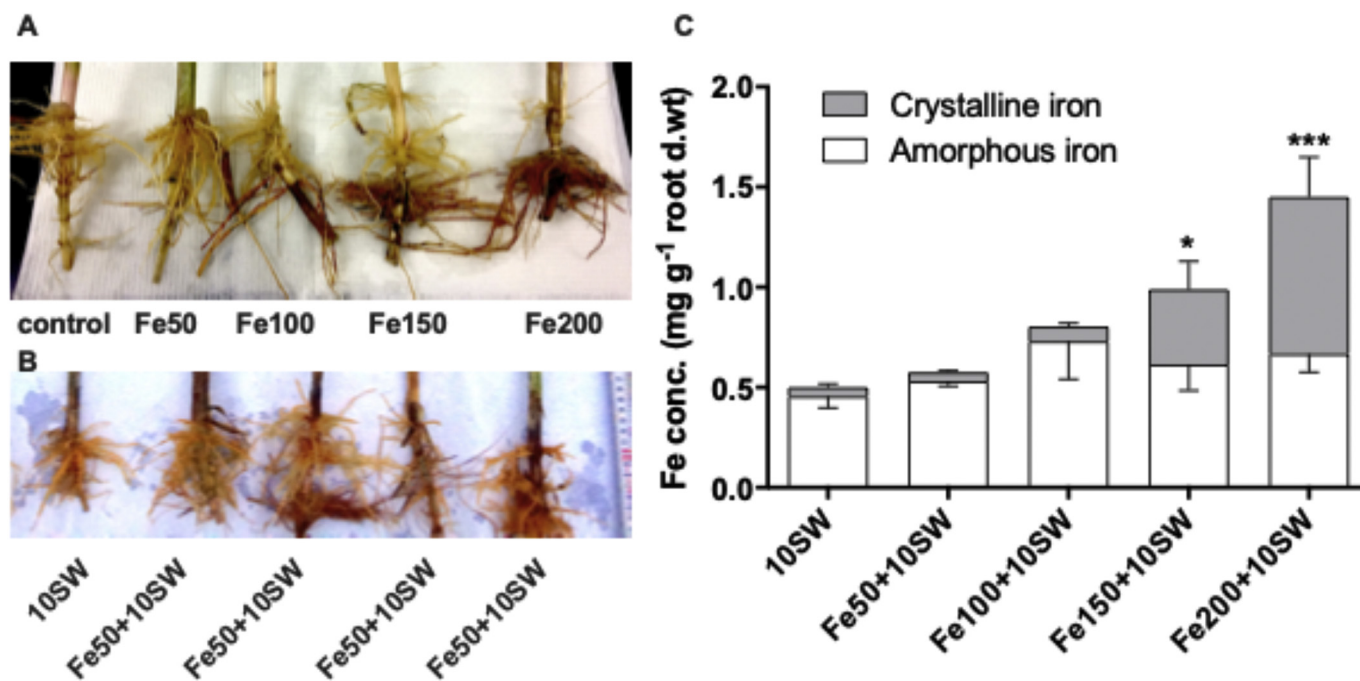 A
control Fe50 Fe100 Fe150 Fe200
B
10SW Fe50+10SW Fe50+10SW Fe50+10SW Fe50+10SW
C
Fe conc. (mg g⁻¹ root d.wt)
2.0
1.5
1.0
0.5
0.0
Crystalline iron
Amorphous iron
*
***
10SW Fe50+10SW Fe100+10SW Fe150+10SW Fe200+10SW